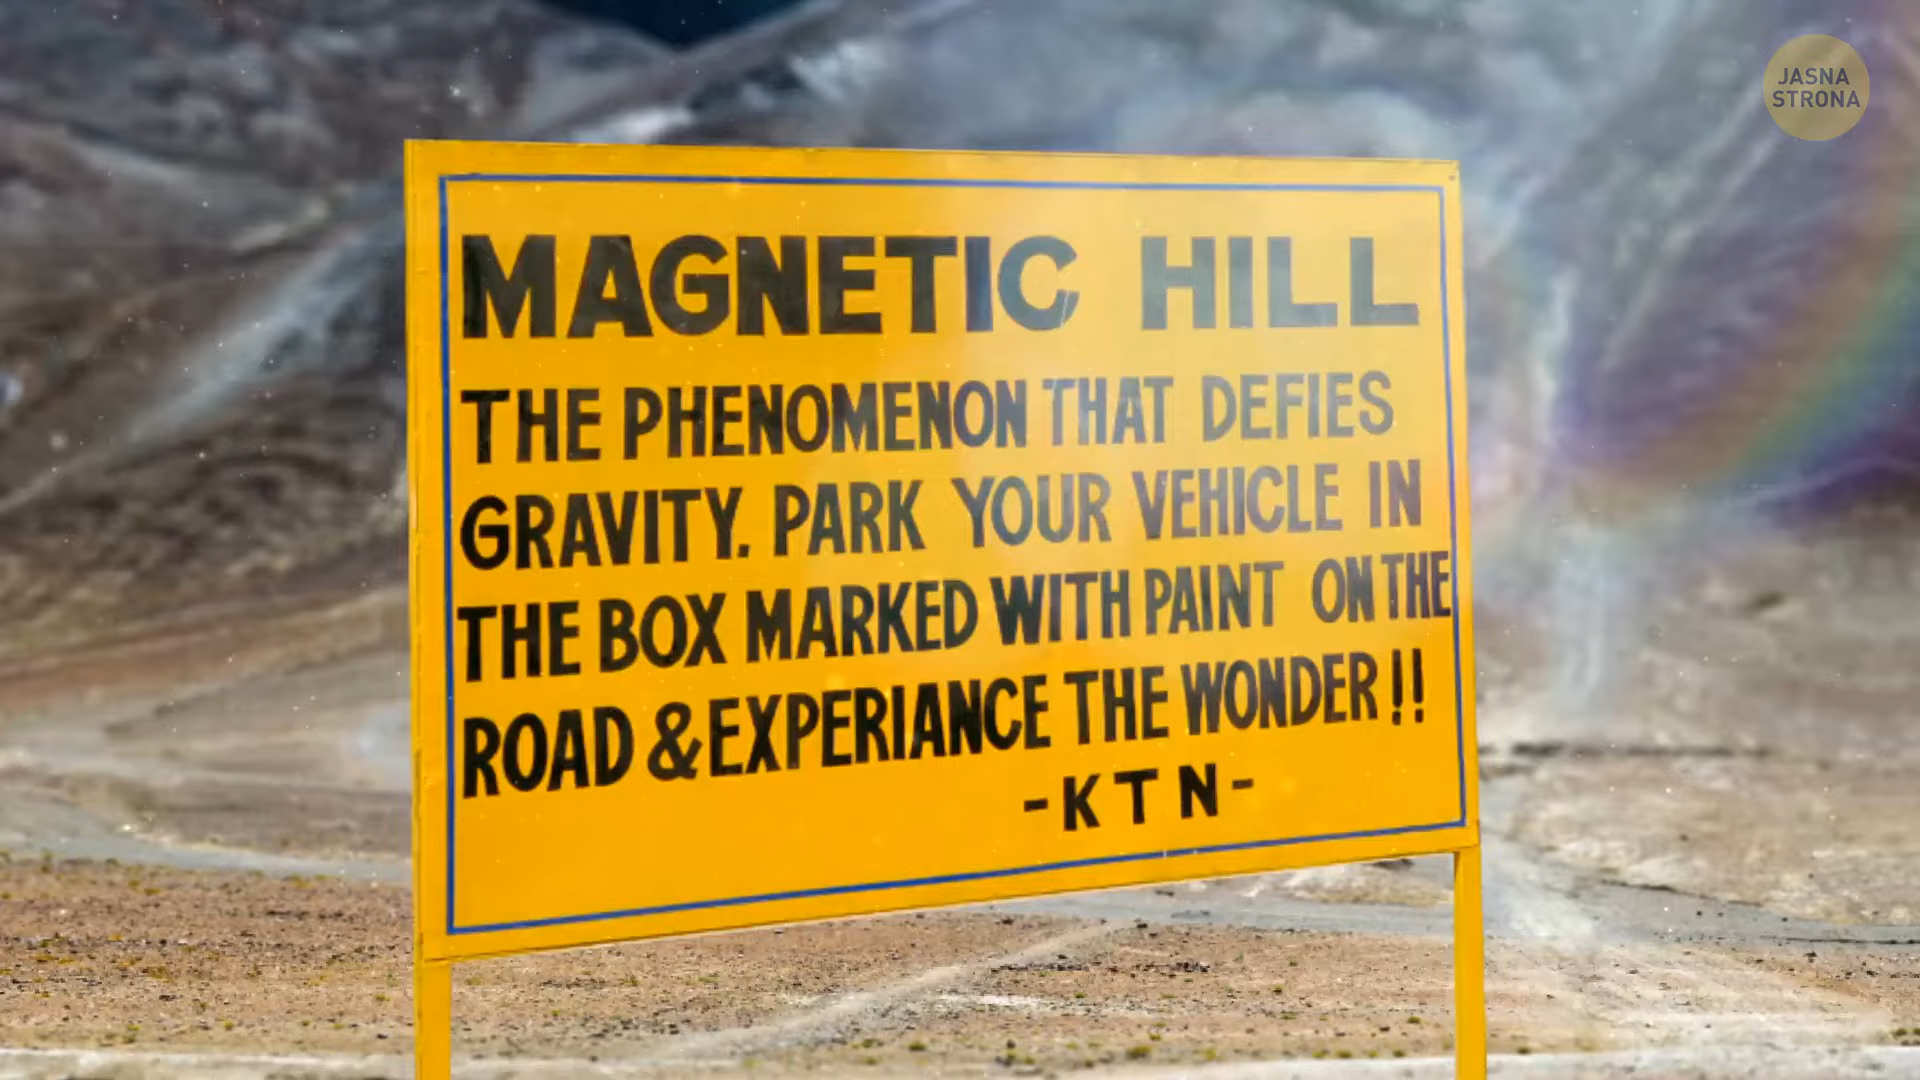 JASNA
STRONA
MAGNETIC HILL
THE PHENOMENON THAT DEFIES
GRAVITY. PARK YOUR VEHICLE IN
THE BOX MARKED WITH PAINT ON THE
ROAD & EXPERIANCE THE WONDER !!
-KTN-